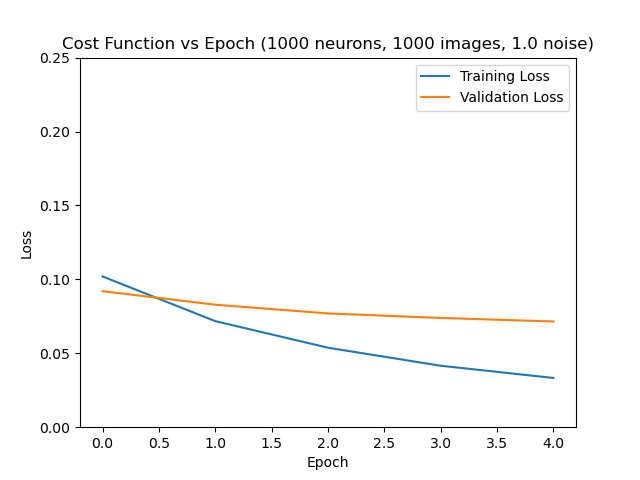 Cost Function vs Epoch (1000 neurons, 1000 images, 1.0 noise)
0.25
Training Loss
Validation Loss
0.20
0.15
Loss
0.10
0.05
0.00
0.0 0.5 1.0 1.5 2.0 2.5 3.0 3.5 4.0
Epoch